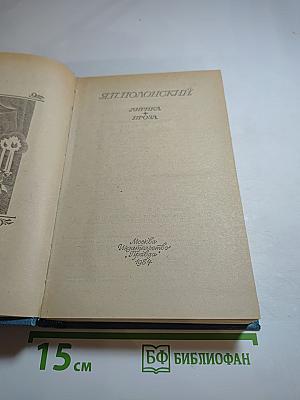 Я.П.ПОЛОНСКИЙ
ЛИРИКА
ПРОЗА
Москва
Издательство
„Правда“
1984
15 см
БФ БИБЛИОФАН